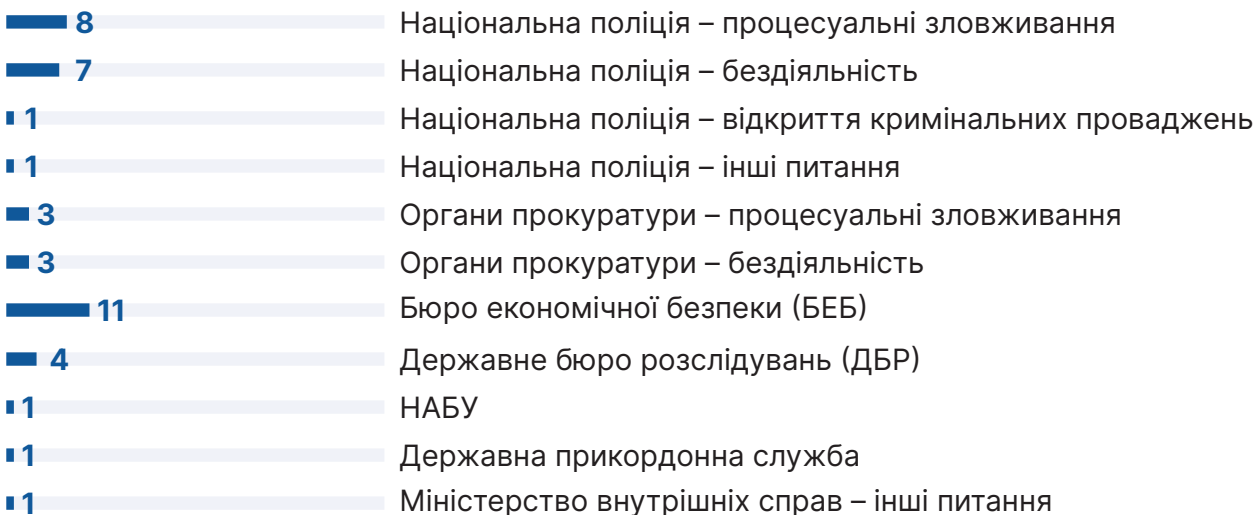 8 Національна поліція – процесуальні зловживання
7 Національна поліція – бездіяльність
1 Національна поліція – відкриття кримінальних проваджень
1 Національна поліція – інші питання
3 Органи прокуратури – процесуальні зловживання
3 Органи прокуратури – бездіяльність
11 Бюро економічної безпеки (БЕБ)
4 Державне бюро розслідувань (ДБР)
1 НАБУ
1 Державна прикордонна служба
1 Міністерство внутрішніх справ – інші питання